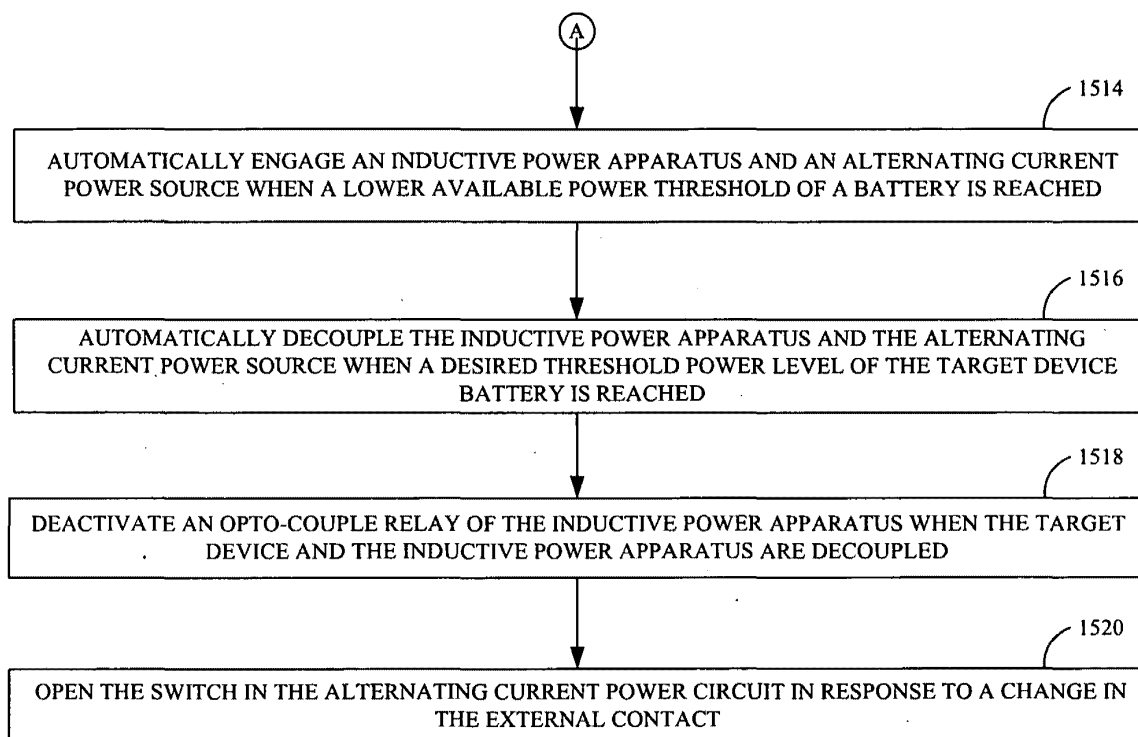 A
1514
AUTOMATICALLY ENGAGE AN INDUCTIVE POWER APPARATUS AND AN ALTERNATING CURRENT
POWER SOURCE WHEN A LOWER AVAILABLE POWER THRESHOLD OF A BATTERY IS REACHED
1516
AUTOMATICALLY DECOUPLE THE INDUCTIVE POWER APPARATUS AND THE ALTERNATING
CURRENT POWER SOURCE WHEN A DESIRED THRESHOLD POWER LEVEL OF THE TARGET DEVICE
BATTERY IS REACHED
1518
DEACTIVATE AN OPTO-COUPLE RELAY OF THE INDUCTIVE POWER APPARATUS WHEN THE TARGET
DEVICE AND THE INDUCTIVE POWER APPARATUS ARE DECOUPLED
1520
OPEN THE SWITCH IN THE ALTERNATING CURRENT POWER CIRCUIT IN RESPONSE TO A CHANGE IN
THE EXTERNAL CONTACT